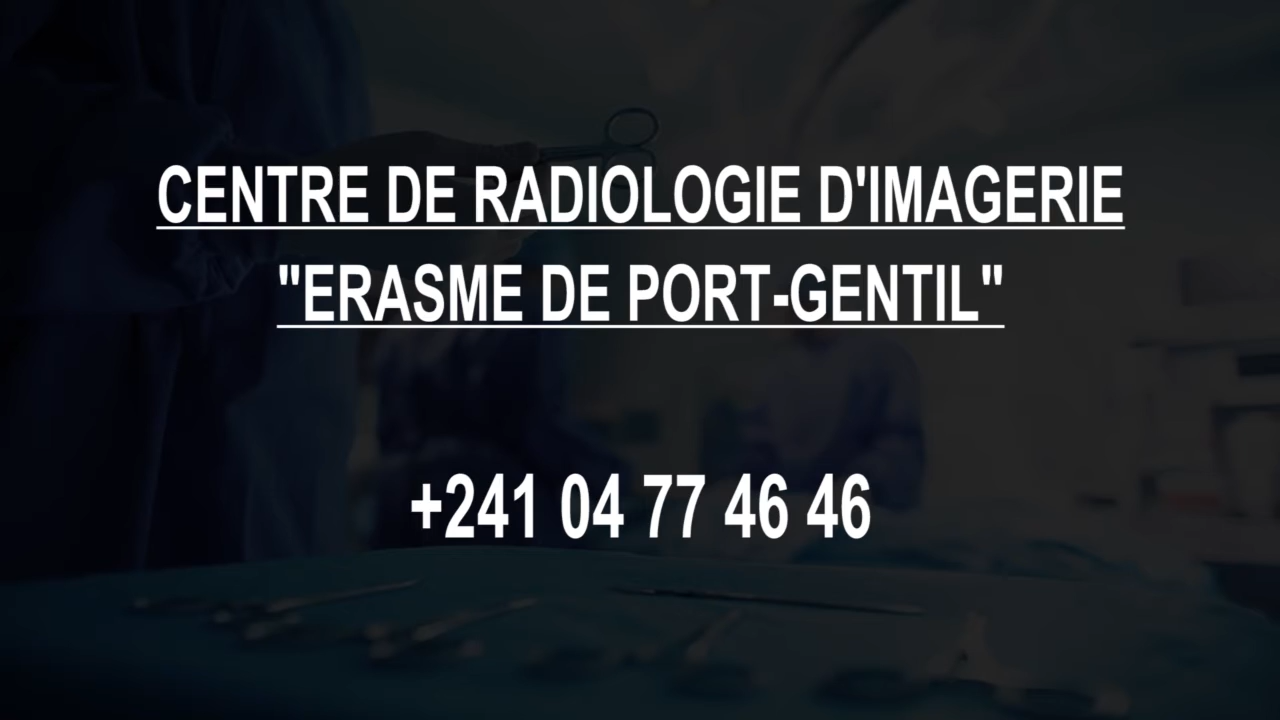 CENTRE DE RADIOLOGIE D'IMAGERIE
"ERASME DE PORT-GENTIL"
+241 04 77 46 46